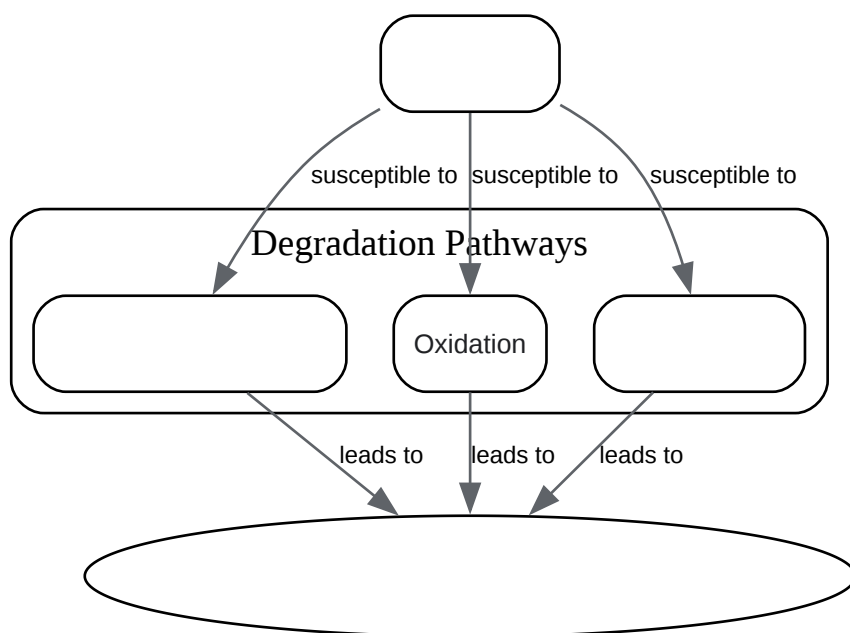 susceptible to susceptible to susceptible to
Degradation Pathways
Oxidation
leads to leads to leads to